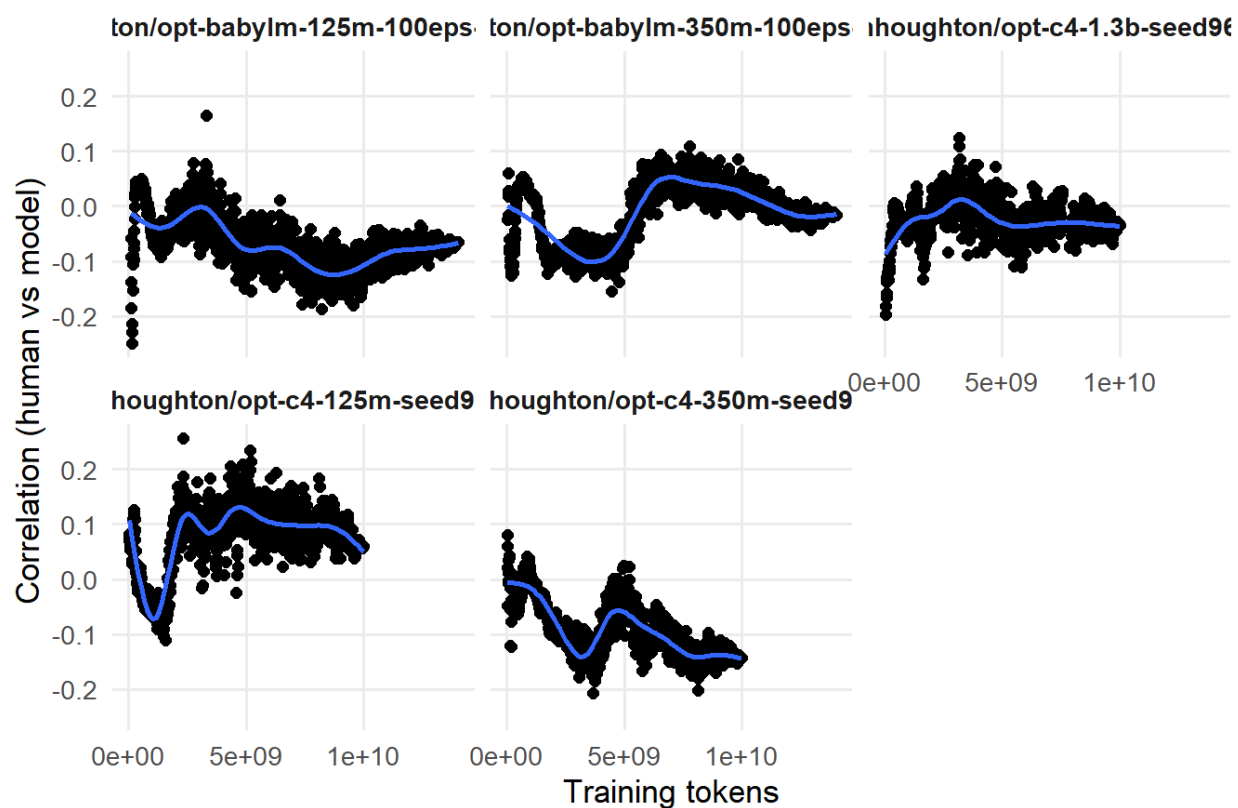 ton/opt-babylm-125m-100eps-
ton/opt-babylm-350m-100eps-
houghton/opt-c4-1.3b-seed96
0.2
0.1
0.0
-0.1
-0.2
0e+00 5e+09 1e+10
houghton/opt-c4-125m-seed9
houghton/opt-c4-350m-seed9
0.2
0.1
0.0
-0.1
-0.2
0e+00 5e+09 1e+10
0e+00 5e+09 1e+10
Training tokens
Correlation (human vs model)